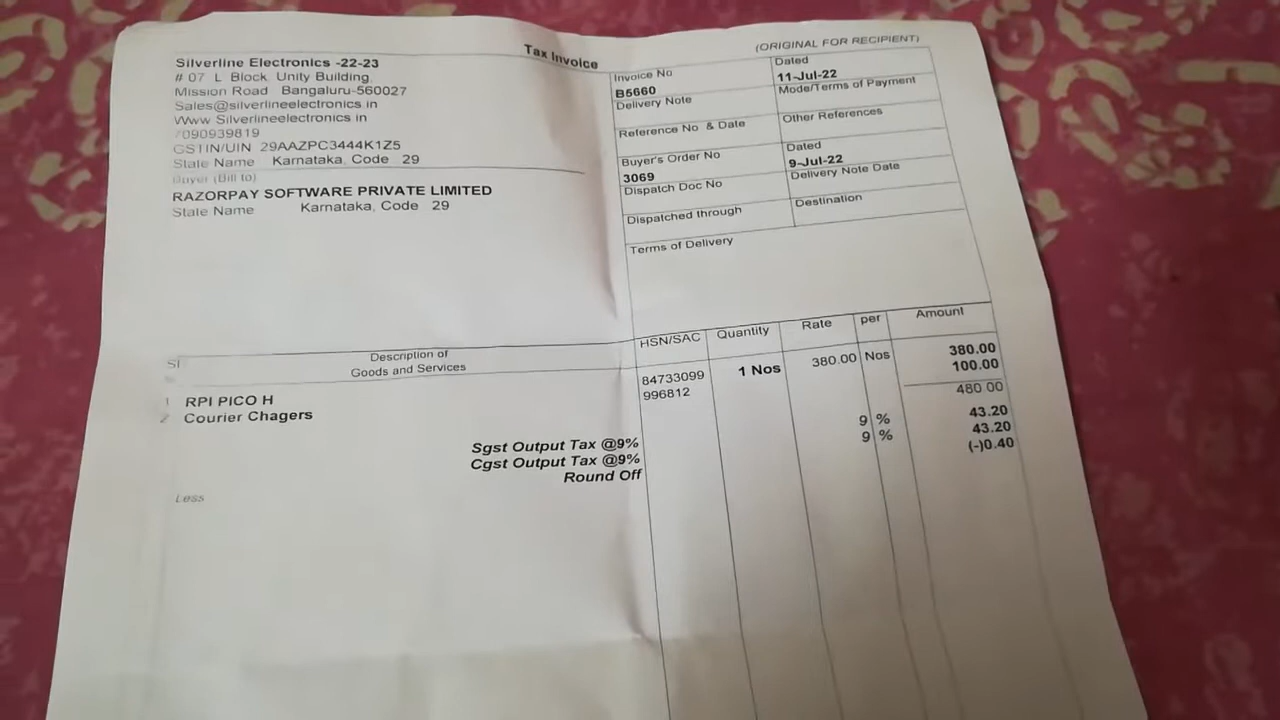 Tax Invoice
(ORIGINAL FOR RECIPIENT)
Silverline Electronics -22-23
# 07 L Block Unity Building
Mission Road Bangaluru-560027
Sales@silverlineelectronics.in
Www Silverlineelectronics in
7090939819
GSTIN/UIN 29AAZPC3444K1Z5
State Name Karnataka, Code 29
Buyer (Bill to)
RAZORPAY SOFTWARE PRIVATE LIMITED
State Name Karnataka, Code 29
Invoice No Dated
B5660 11-Jul-22
Delivery Note Mode/Terms of Payment
Reference No & Date Other References
Buyer's Order No Dated
3069 9-Jul-22
Dispatch Doc No Delivery Note Date
Dispatched through Destination
Terms of Delivery
Sl Description of Goods and Services HSN/SAC Quantity Rate per Amount
1 RPI PICO H 84733099 1 Nos 380.00 Nos 380.00
2 Courier Chagers 996812 100.00
480 00
Sgst Output Tax @9% 9 % 43.20
Cgst Output Tax @9% 9 % 43.20
Less Round Off (-)0.40